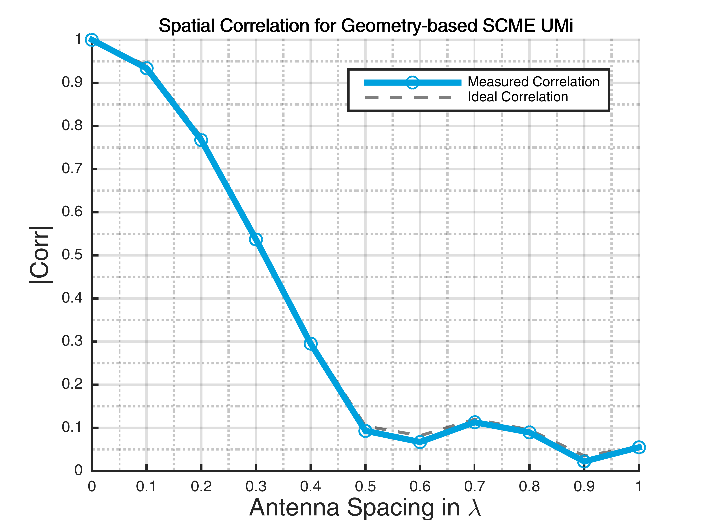 Spatial Correlation for Geometry-based SCME UMi
1
0.9
0.8
0.7
0.6
0.5
0.4
0.3
0.2
0.1
0
|Corr|
Measured Correlation
Ideal Correlation
0 0.1 0.2 0.3 0.4 0.5 0.6 0.7 0.8 0.9 1
Antenna Spacing in λ